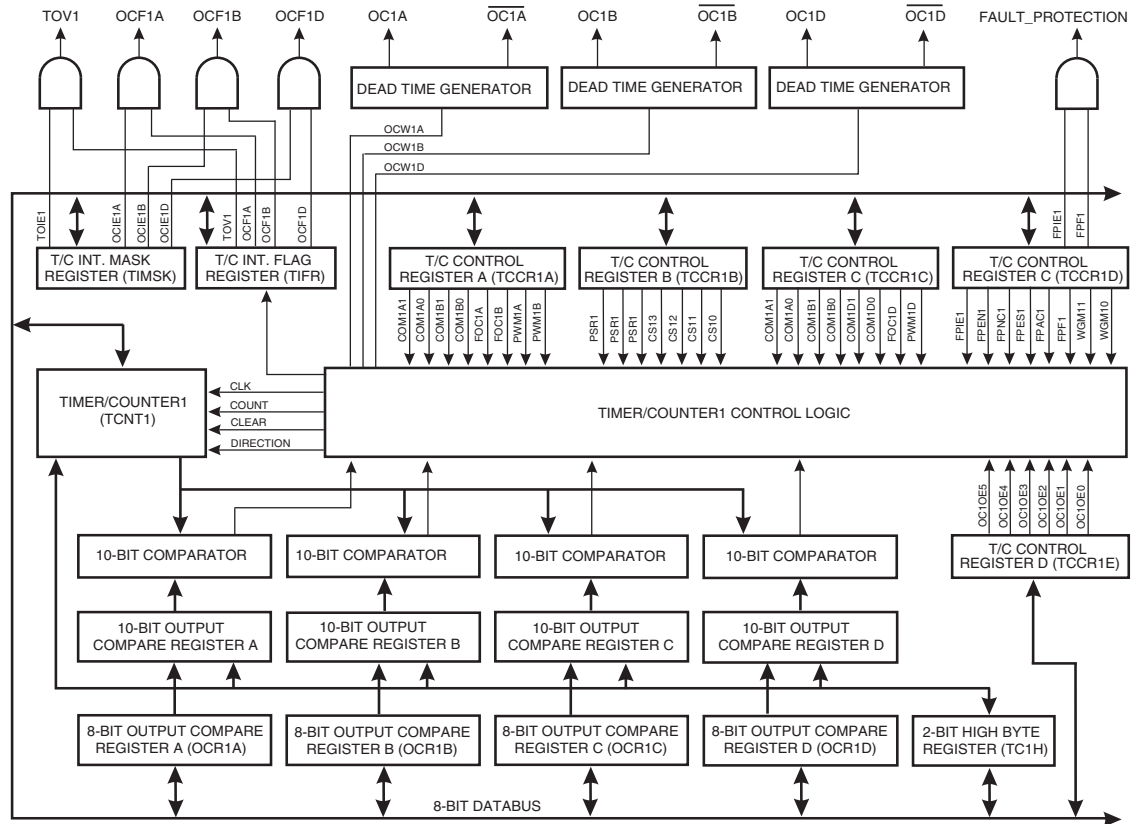 TOV1 OCF1A OCF1B OCF1D OC1A OC1A OC1B OC1B OC1D OC1D FAULT_PROTECTION
DEAD TIME GENERATOR DEAD TIME GENERATOR DEAD TIME GENERATOR
OCW1A
OCW1B
OCW1D
TOIE1 OCIE1A OCIE1B OCIE1D TOV1 OCF1A OCF1B OCF1D FPIE1 FPF1
T/C INT. MASK
REGISTER (TIMSK)
T/C INT. FLAG
REGISTER (TIFR)
T/C CONTROL
REGISTER A (TCCR1A)
T/C CONTROL
REGISTER B (TCCR1B)
T/C CONTROL
REGISTER C (TCCR1C)
T/C CONTROL
REGISTER C (TCCR1D)
COM1A1 COM1A0 COM1B1 COM1B0 FOC1A FOC1B PWM1A PWM1B
PSR1 PSR1 PSR1 CS13 CS12 CS11 CS10
COM1A1 COM1A0 COM1B1 COM1B0 COM1D1 COM1D0 FOC1D PWM1D
FPIE1 FPEN1 FPNC1 FPES1 FPAC1 FPF1 WGM11 WGM10
TIMER/COUNTER1
(TCNT1)
CLK
COUNT
CLEAR
DIRECTION
TIMER/COUNTER1 CONTROL LOGIC
OC1OE5 OC1OE4 OC1OE3 OC1OE2 OC1OE1 OC1OE0
10-BIT COMPARATOR 10-BIT COMPARATOR 10-BIT COMPARATOR 10-BIT COMPARATOR
T/C CONTROL
REGISTER D (TCCR1E)
10-BIT OUTPUT
COMPARE REGISTER A
10-BIT OUTPUT
COMPARE REGISTER B
10-BIT OUTPUT
COMPARE REGISTER C
10-BIT OUTPUT
COMPARE REGISTER D
8-BIT OUTPUT COMPARE
REGISTER A (OCR1A)
8-BIT OUTPUT COMPARE
REGISTER B (OCR1B)
8-BIT OUTPUT COMPARE
REGISTER C (OCR1C)
8-BIT OUTPUT COMPARE
REGISTER D (OCR1D)
2-BIT HIGH BYTE
REGISTER (TC1H)
8-BIT DATABUS